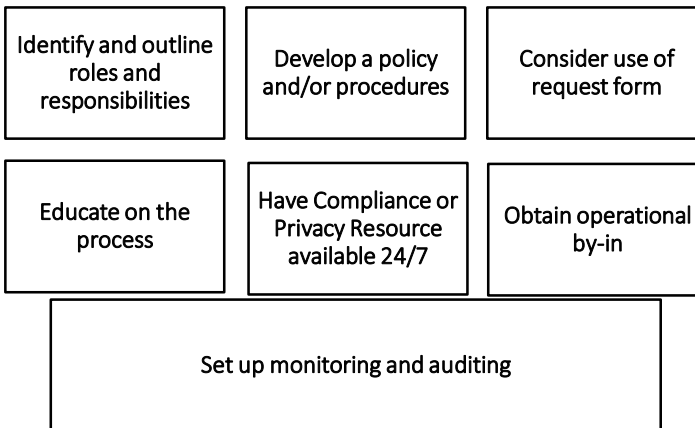 Identify and outline
roles and
responsibilities
Develop a policy
and/or procedures
Consider use of
request form
Educate on the
process
Have Compliance or
Privacy Resource
available 24/7
Obtain operational
by-in
Set up monitoring and auditing